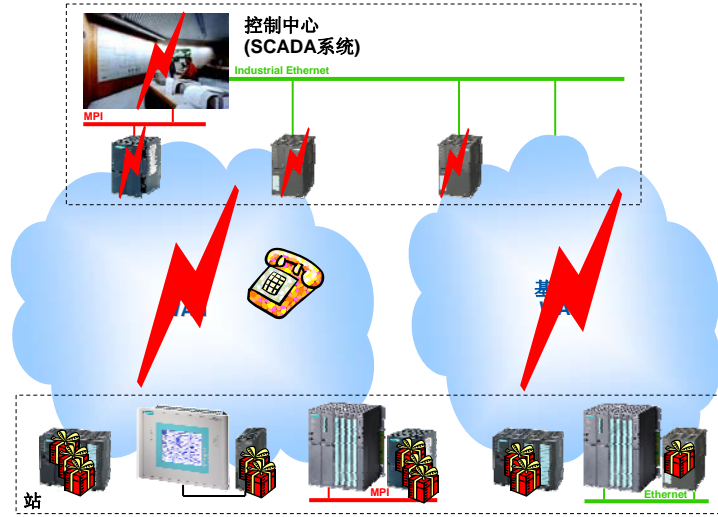 控制中心
(SCADA系统)
Industrial Ethernet
MPI
基
站
MPI
Ethernet